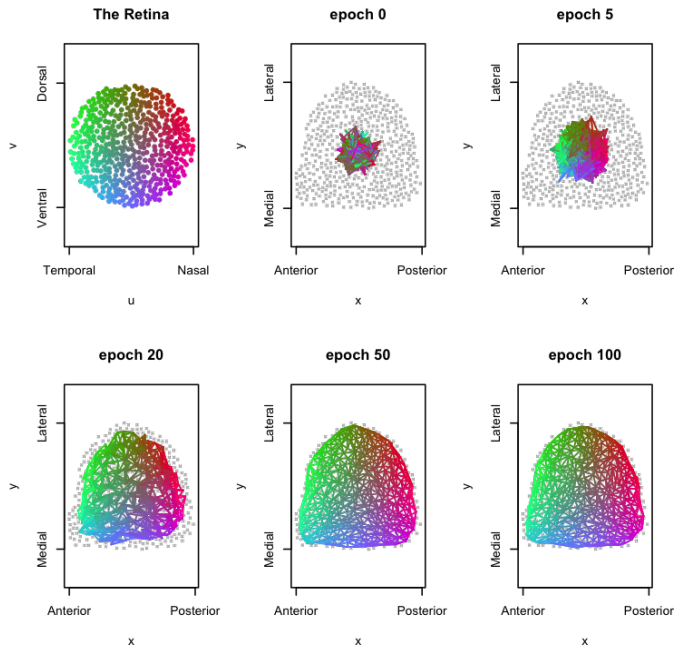 The Retina
Dorsal
v
Ventral
Temporal
Nasal
u
epoch 0
Lateral
y
Medial
Anterior
Posterior
x
epoch 5
Lateral
y
Medial
Anterior
Posterior
x
epoch 20
Lateral
y
Medial
Anterior
Posterior
x
epoch 50
Lateral
y
Medial
Anterior
Posterior
x
epoch 100
Lateral
y
Medial
Anterior
Posterior
x